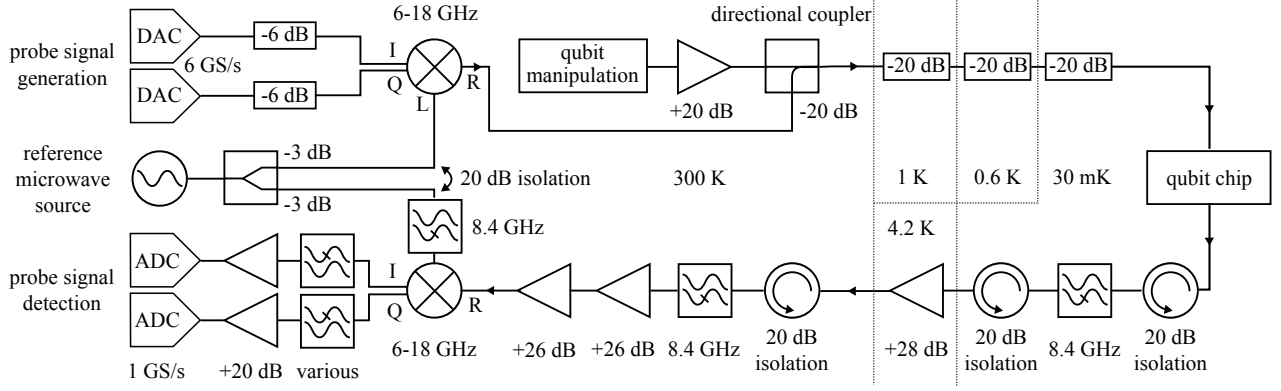 6-18 GHz
directional coupler
probe signal
generation
DAC
DAC
6 GS/s
-6 dB
-6 dB
I
Q
L
R
qubit
manipulation
+20 dB
-20 dB
-20 dB
-20 dB
-20 dB
reference
microwave
source
-3 dB
-3 dB
20 dB isolation
300 K
1 K
0.6 K
30 mK
qubit chip
8.4 GHz
4.2 K
probe signal
detection
ADC
ADC
I
Q
R
1 GS/s
+20 dB
various
6-18 GHz
+26 dB
+26 dB
8.4 GHz
20 dB
isolation
+28 dB
20 dB
isolation
8.4 GHz
20 dB
isolation